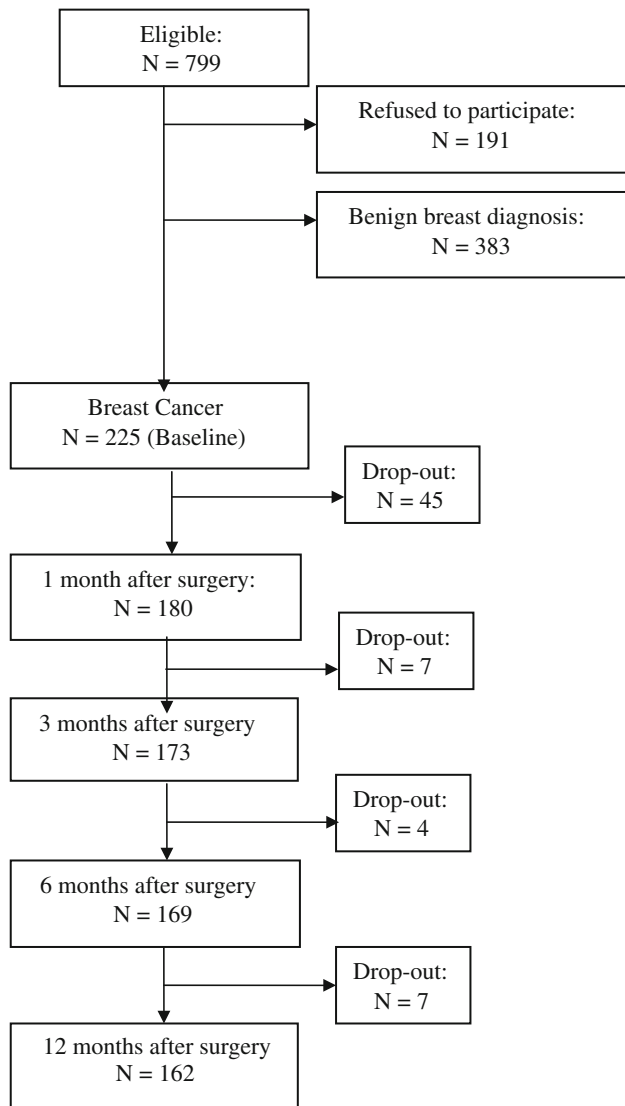 Eligible:
N = 799
Refused to participate:
N = 191
Benign breast diagnosis:
N = 383
Breast Cancer
N = 225 (Baseline)
Drop-out:
N = 45
1 month after surgery:
N = 180
Drop-out:
N = 7
3 months after surgery
N = 173
Drop-out:
N = 4
6 months after surgery
N = 169
Drop-out:
N = 7
12 months after surgery
N = 162